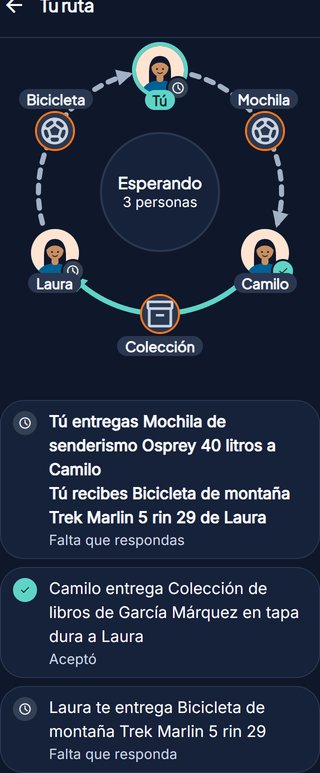 Tu ruta
Tú
Bicicleta
Mochila
Esperando
3 personas
Laura
Camilo
Colección
Tú entregas Mochila de
senderismo Osprey 40 litros a
Camilo
Tú recibes Bicicleta de montaña
Trek Marlin 5 rin 29 de Laura
Falta que respondas
Camilo entrega Colección de
libros de García Márquez en tapa
dura a Laura
Aceptó
Laura te entrega Bicicleta de
montaña Trek Marlin 5 rin 29
Falta que responda